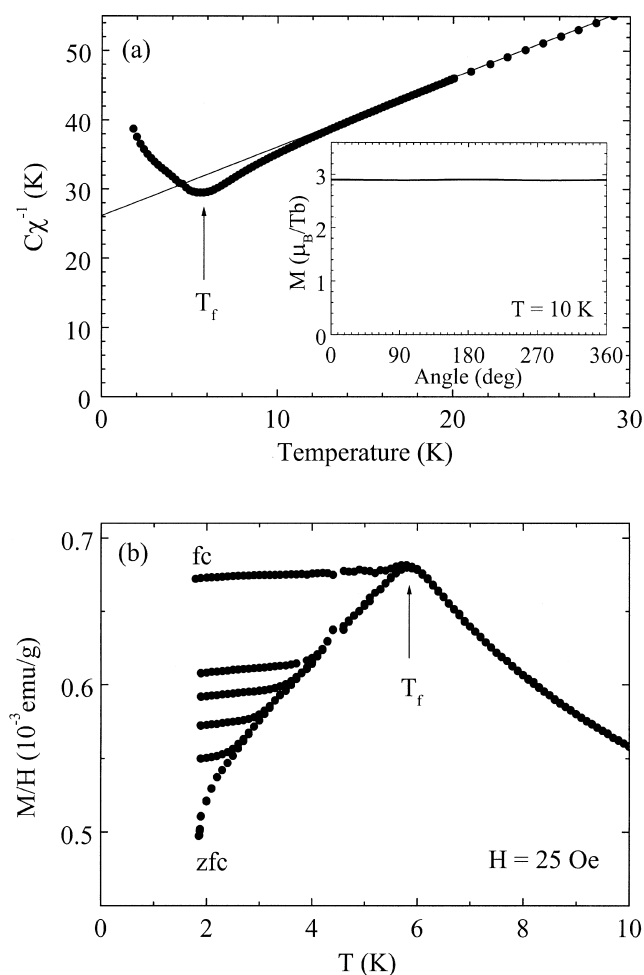 (a)
Cχ⁻¹ (K)
50
40
30
20
10
0
T_f
M (μ_B/Tb)
3
2
1
0
T = 10 K
0 90 180 270 360
Angle (deg)
0 10 20 30
Temperature (K)
(b)
M/H (10⁻³ emu/g)
0.7
0.6
0.5
fc
T_f
zfc
H = 25 Oe
0 2 4 6 8 10
T (K)